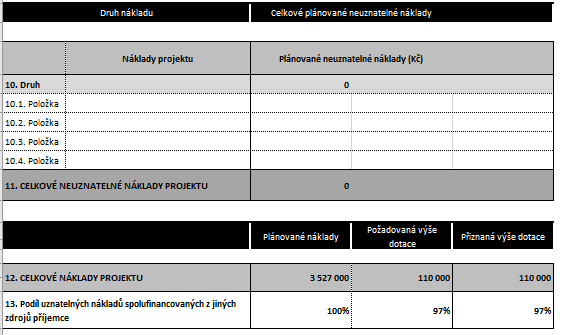 Druh nákladu Celkové plánované neuznatelné náklady
Náklady projektu Plánované neuznatelné náklady (Kč)
10. Druh 0
10.1. Položka
10.2. Položka
10.3. Položka
10.4. Položka
11. CELKOVÉ NEUZNATELNÉ NÁKLADY PROJEKTU 0
Plánované náklady Požadovaná výše dotace Přiznaná výše dotace
12. CELKOVÉ NÁKLADY PROJEKTU 3 527 000 110 000 110 000
13. Podíl uznatelných nákladů spolufinancovaných z jiných
zdrojů příjemce 100% 97% 97%